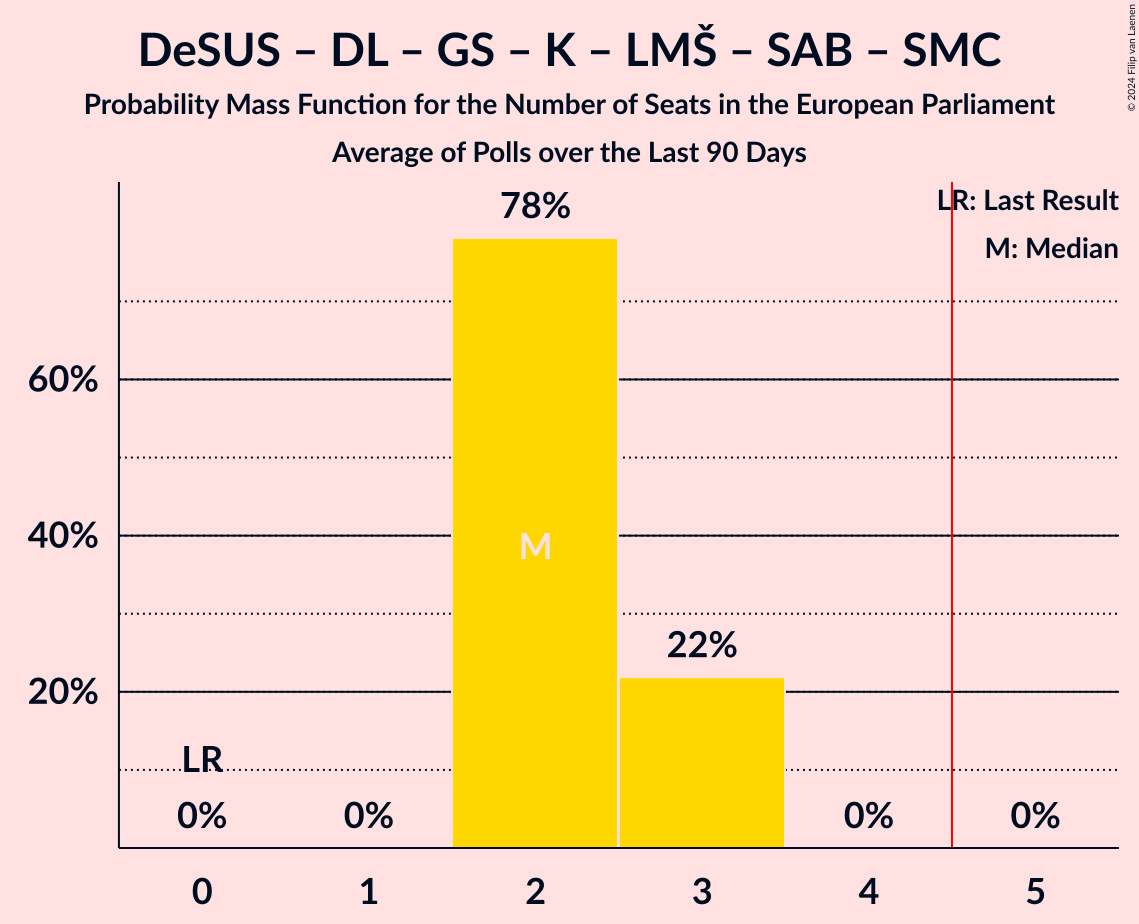 DeSUS – DL – GS – K – LMŠ – SAB – SMC
Probability Mass Function for the Number of Seats in the European Parliament
Average of Polls over the Last 90 Days
© 2024 Filip van Laenen
LR: Last Result
M: Median
78%
60%
40%
M
22%
20%
LR
0%
0%
0%
0%
0
1
2
3
4
5